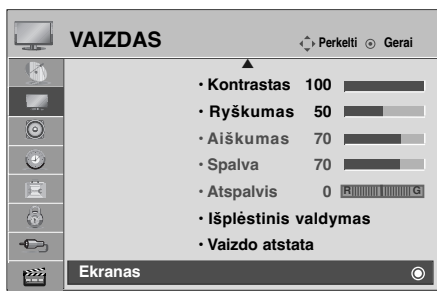 VAIZDAS
Perkelti Gerai
• Kontrastas 100
• Ryškumas 50
• Aiškumas 70
• Spalva 70
• Atspalvis 0 R G
• Išplėstinis valdymas
• Vaizdo atstata
Ekranas